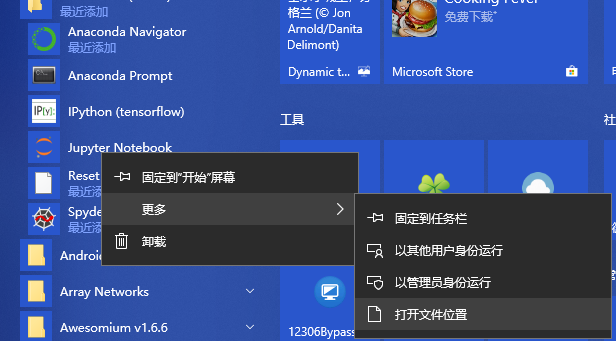 最近添加
Anaconda Navigator
最近添加
Anaconda Prompt
IP[y]:
IPython (tensorflow)
Jupyter Notebook
Reset
最近添
Spyde
最近添
Androi
Array Networks
Awesomium v1.6.6
格兰 (© Jon
Arnold/Danita
Delimont)
Dynamic t...
Cooking Fever
免费下载*
Microsoft Store
工具
社
12306Bypass
固定到"开始"屏幕
更多
卸载
固定到任务栏
以其他用户身份运行
以管理员身份运行
打开文件位置